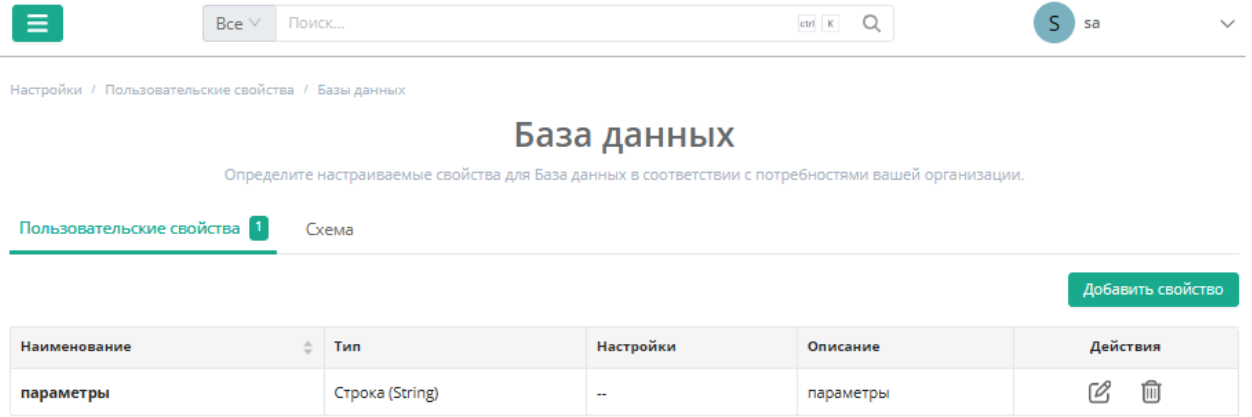 Все Поиск... ctrl K S sa
Настройки / Пользовательские свойства / Базы данных
База данных
Определите настраиваемые свойства для База данных в соответствии с потребностями вашей организации.
Пользовательские свойства 1 Схема
Добавить свойство
Наименование Тип Настройки Описание Действия
параметры Строка (String) -- параметры